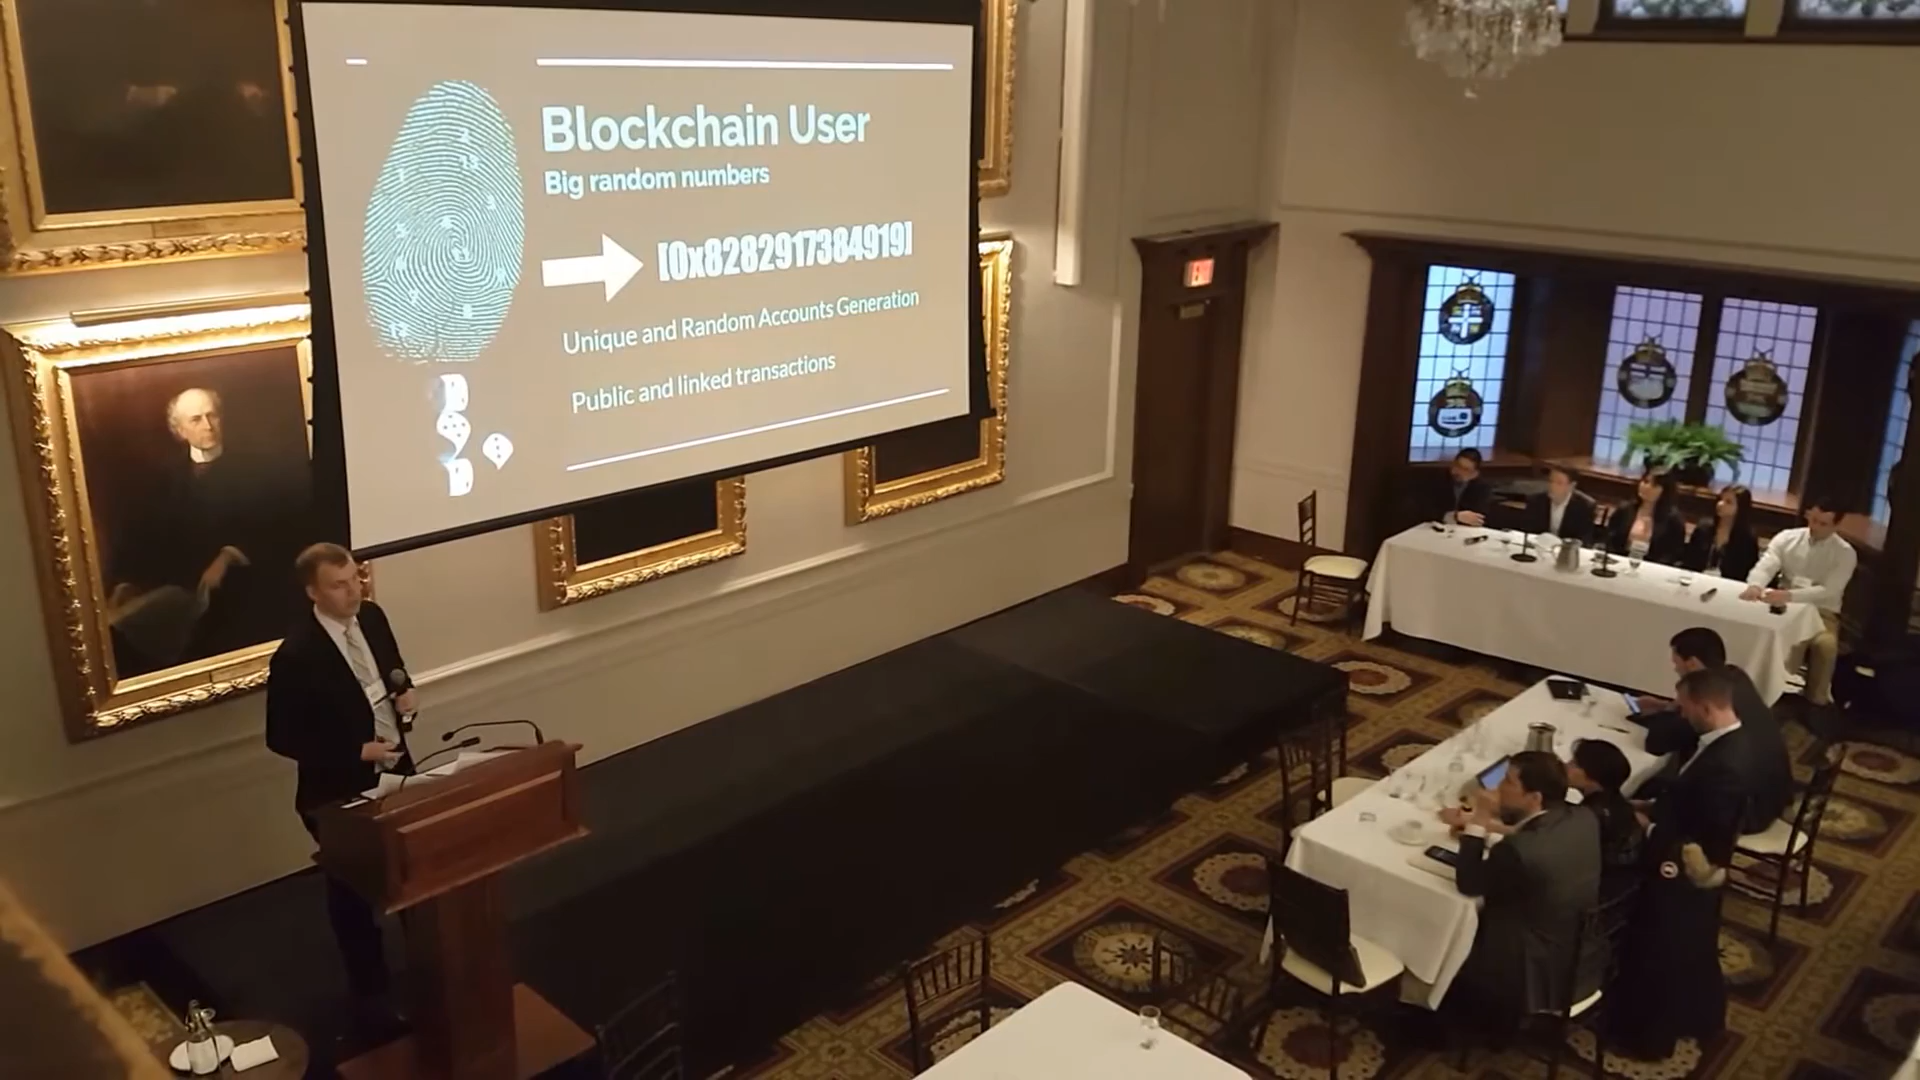 Blockchain User
Big random numbers
[0x8282917384919]
Unique and Random Accounts Generation
Public and linked transactions
EXIT